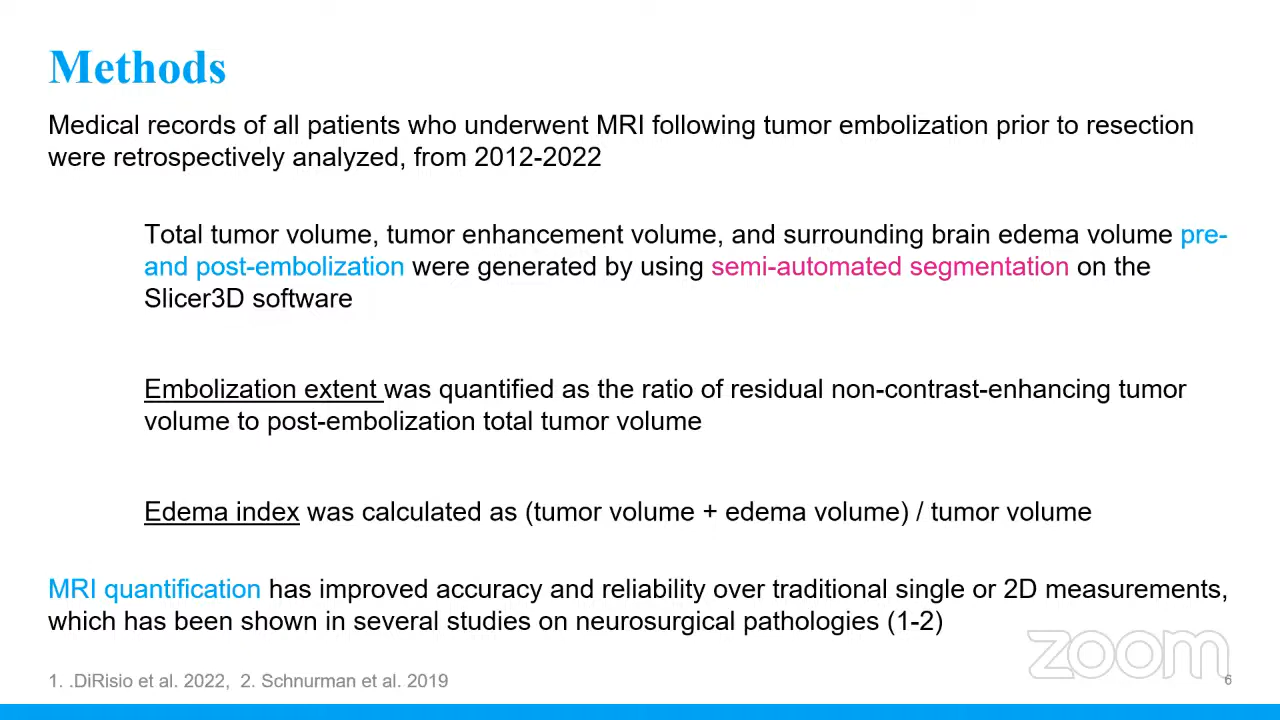 Methods
Medical records of all patients who underwent MRI following tumor embolization prior to resection
were retrospectively analyzed, from 2012-2022
Total tumor volume, tumor enhancement volume, and surrounding brain edema volume pre-
and post-embolization were generated by using semi-automated segmentation on the
Slicer3D software
Embolization extent was quantified as the ratio of residual non-contrast-enhancing tumor
volume to post-embolization total tumor volume
Edema index was calculated as (tumor volume + edema volume) / tumor volume
MRI quantification has improved accuracy and reliability over traditional single or 2D measurements,
which has been shown in several studies on neurosurgical pathologies (1-2)
zoom
1. .DiRisio et al. 2022, 2. Schnurman et al. 2019
6